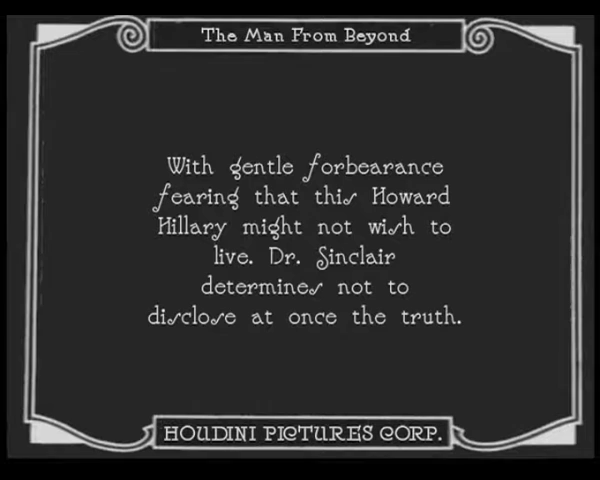 The Man From Beyond
With gentle forbearance
fearing that this Howard
Hillary might not wish to
live. Dr. Sinclair
determines not to
disclose at once the truth.
HOUDINI PICTURES CORP.